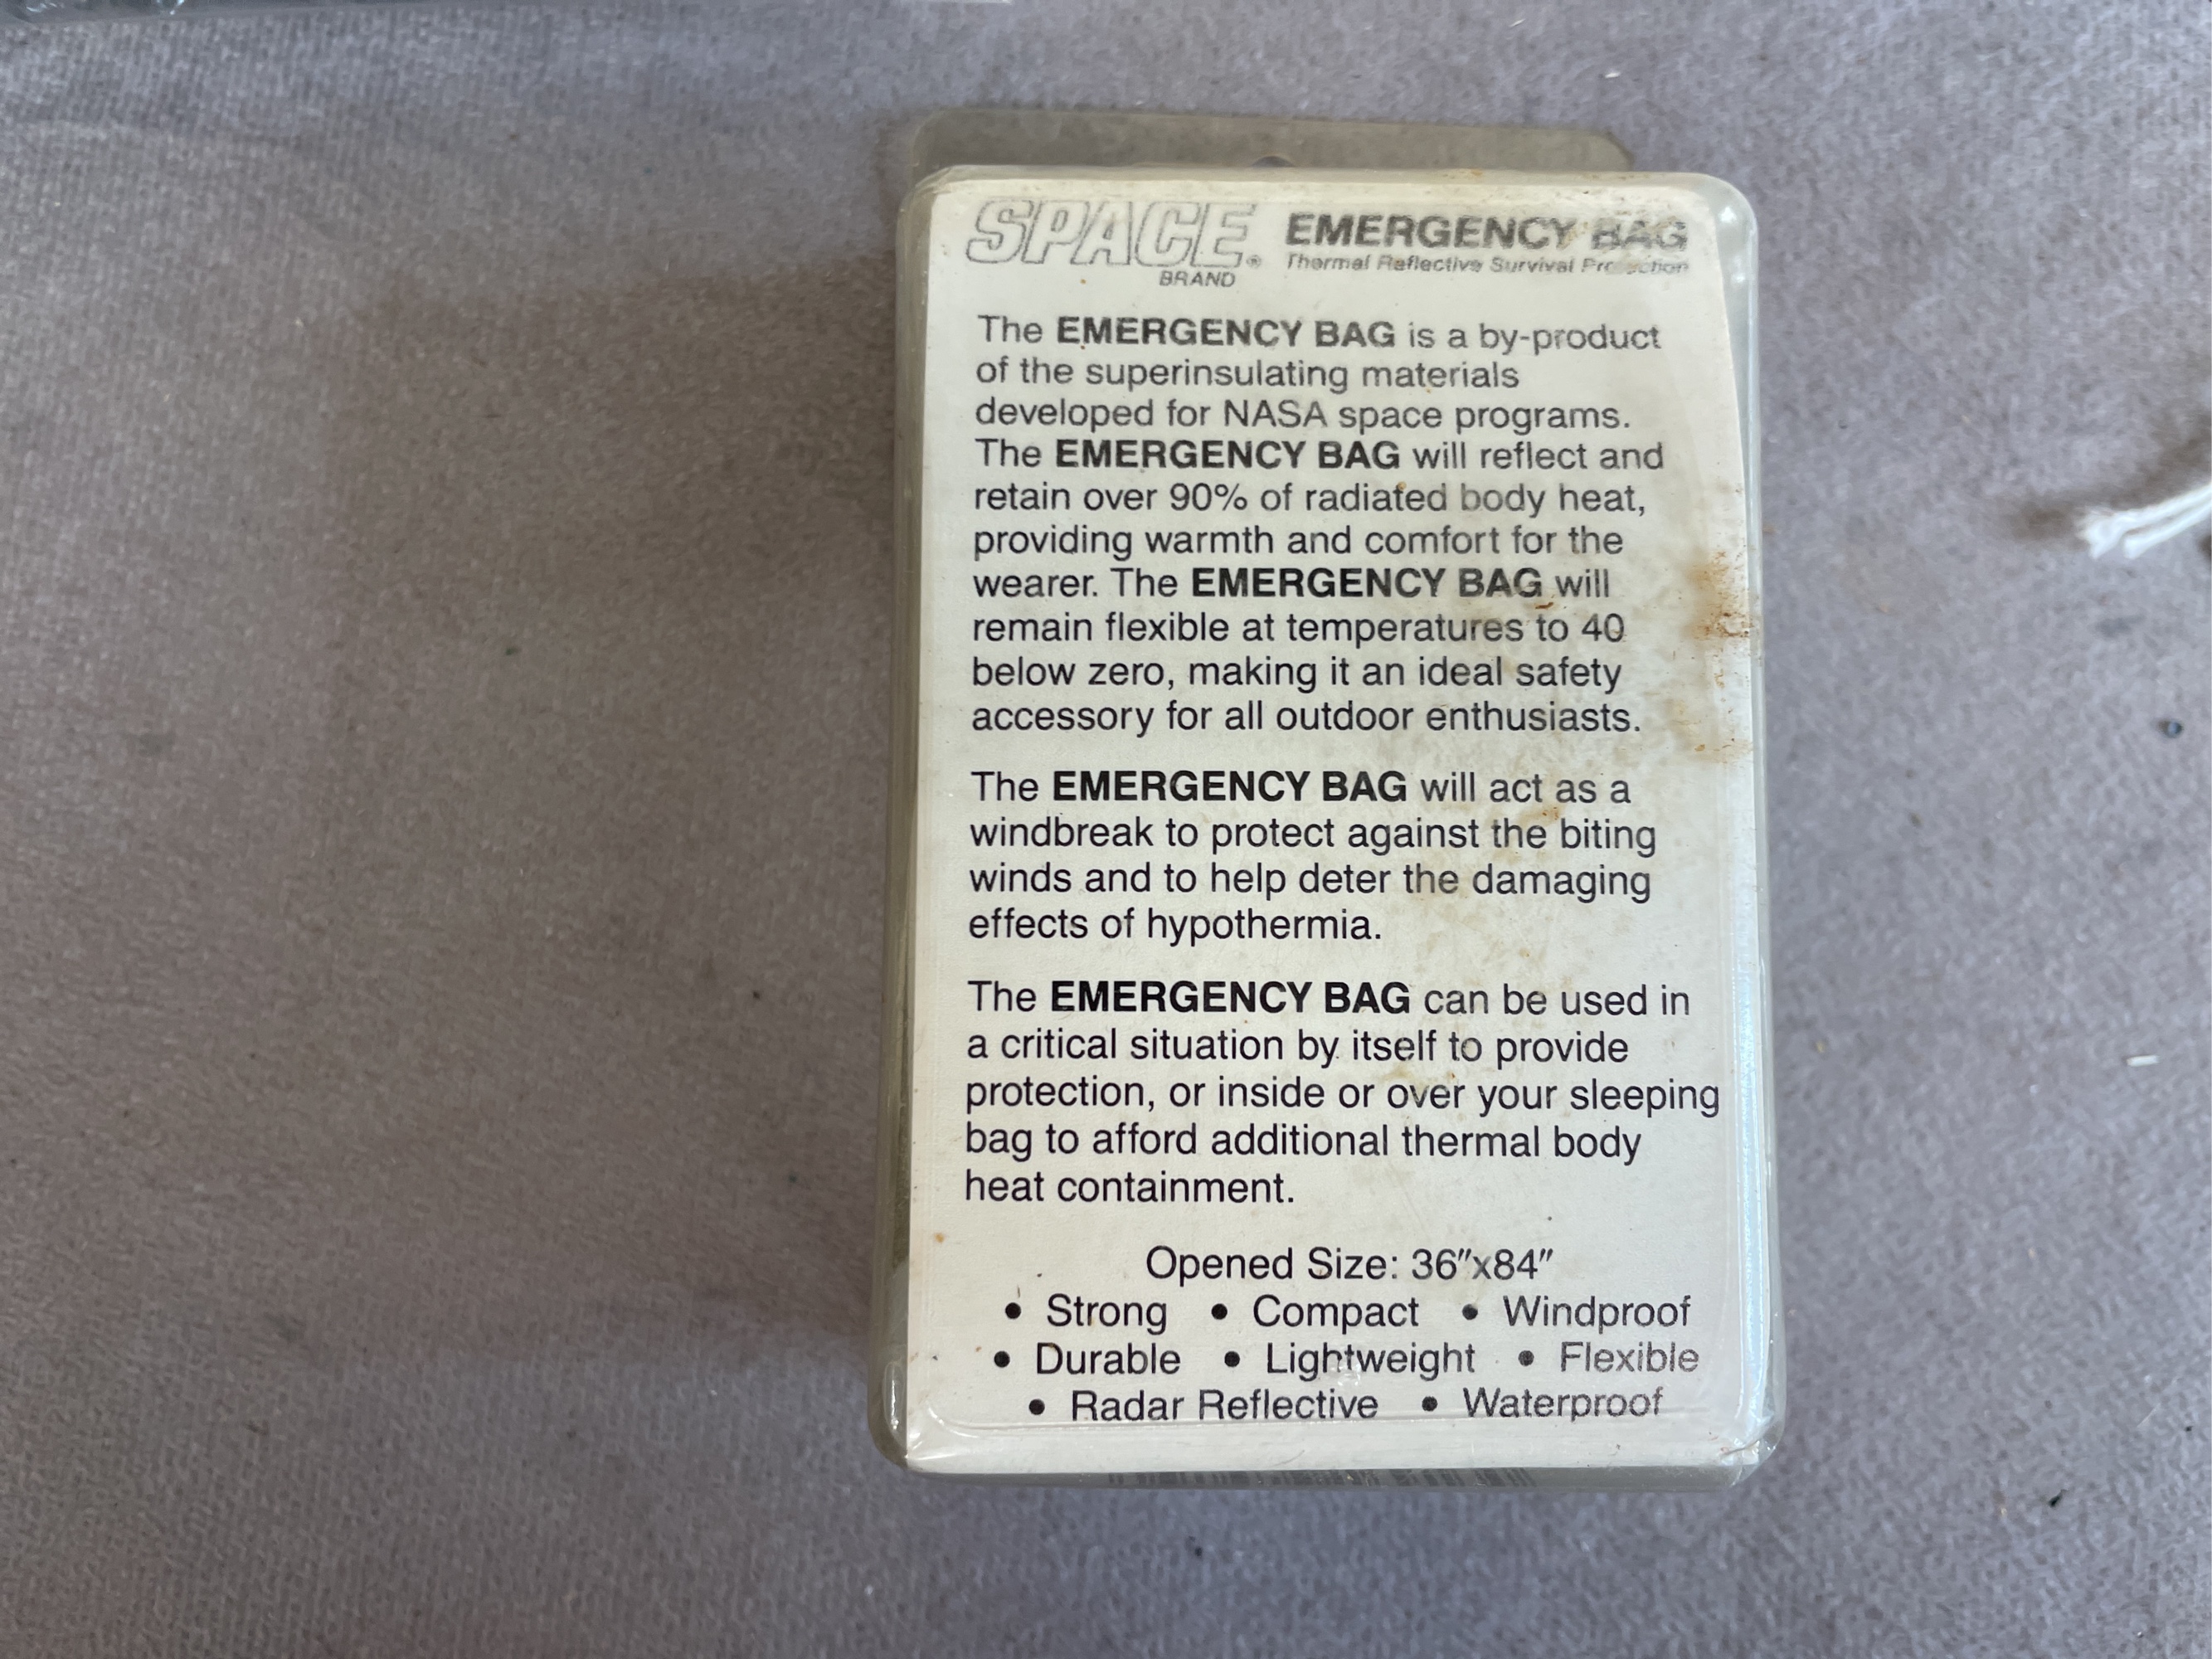 SPACE® EMERGENCY BAG
BRAND Thermal Reflective Survival Protection
The EMERGENCY BAG is a by-product
of the superinsulating materials
developed for NASA space programs.
The EMERGENCY BAG will reflect and
retain over 90% of radiated body heat,
providing warmth and comfort for the
wearer. The EMERGENCY BAG will
remain flexible at temperatures to 40
below zero, making it an ideal safety
accessory for all outdoor enthusiasts.
The EMERGENCY BAG will act as a
windbreak to protect against the biting
winds and to help deter the damaging
effects of hypothermia.
The EMERGENCY BAG can be used in
a critical situation by itself to provide
protection, or inside or over your sleeping
bag to afford additional thermal body
heat containment.
Opened Size: 36″x84″
• Strong • Compact • Windproof
• Durable • Lightweight • Flexible
• Radar Reflective • Waterproof